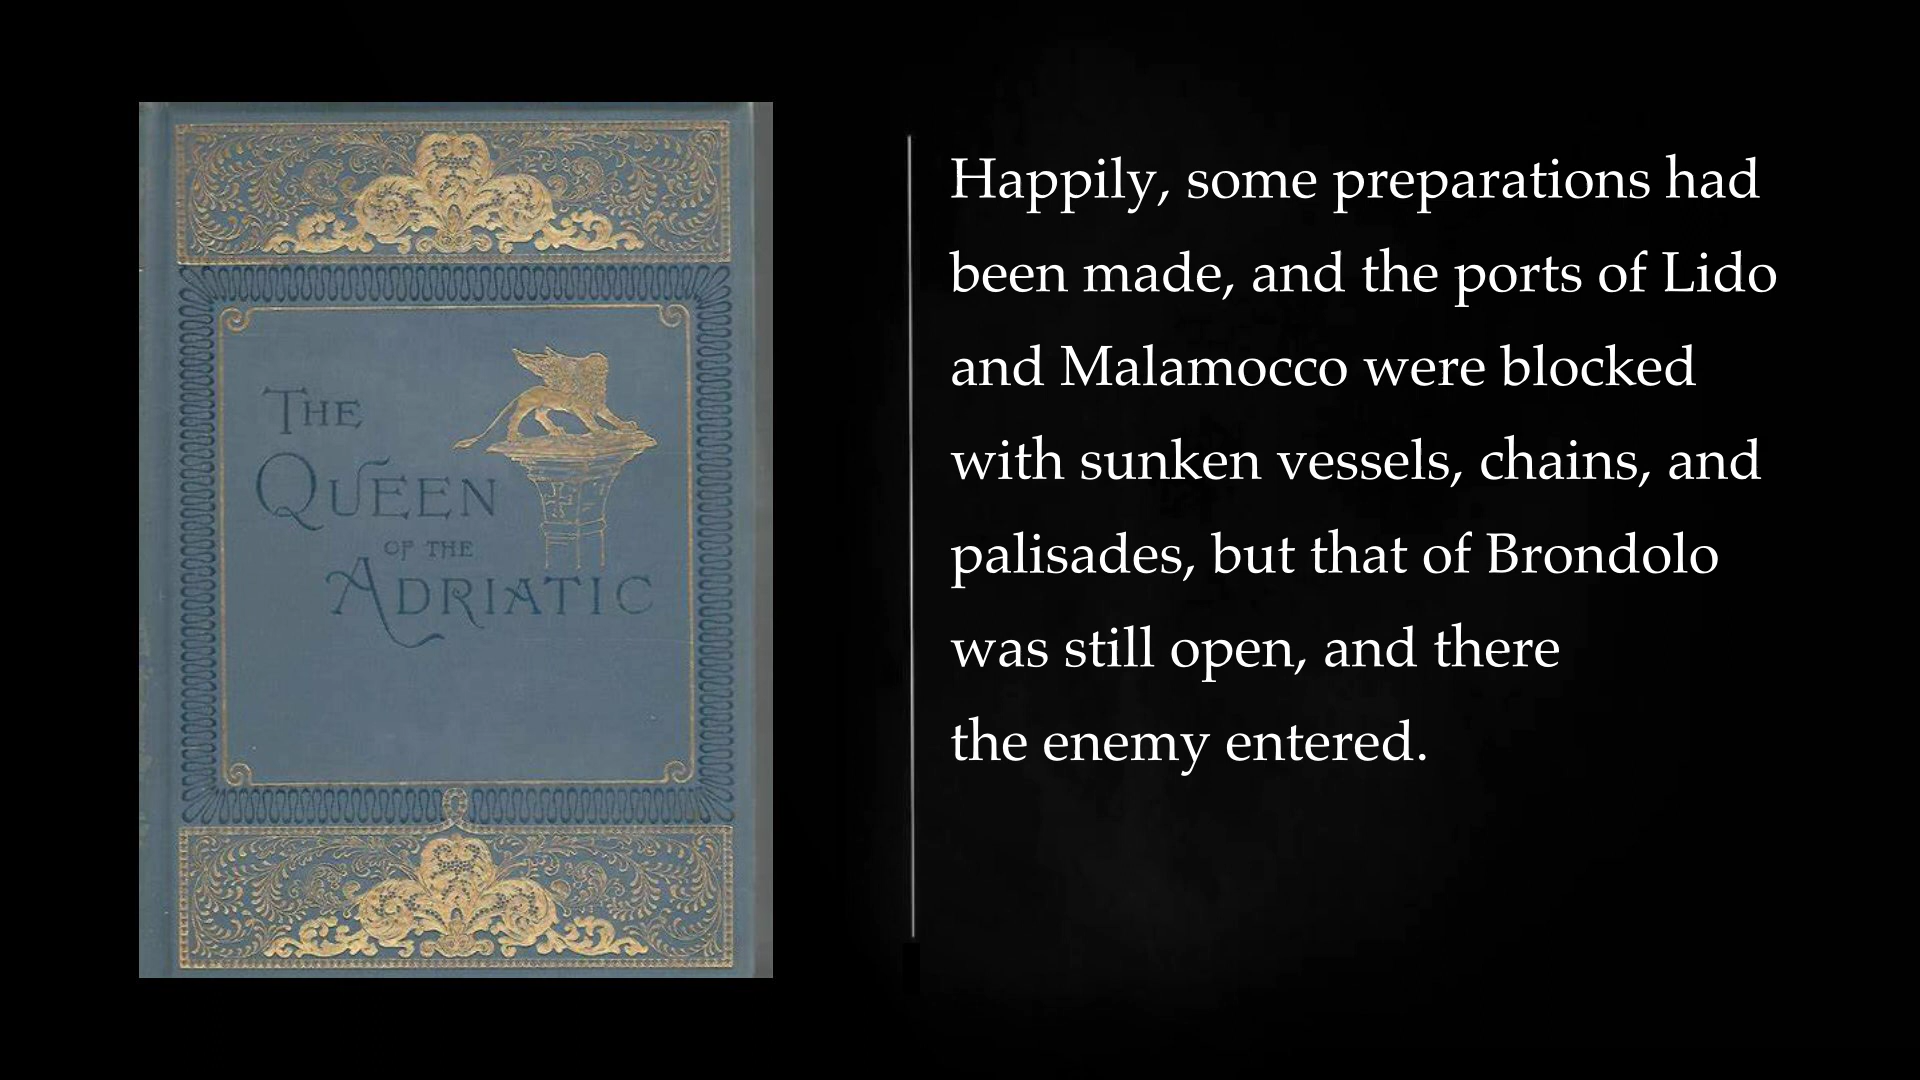 THE
QUEEN
OF THE
ADRIATIC
Happily, some preparations had
been made, and the ports of Lido
and Malamocco were blocked
with sunken vessels, chains, and
palisades, but that of Brondolo
was still open, and there
the enemy entered.